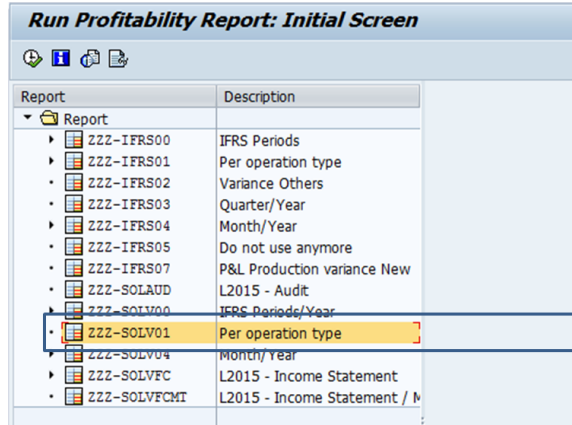 Run Profitability Report: Initial Screen
Report Description
Report
ZZZ-IFRS00 IFRS Periods
ZZZ-IFRS01 Per operation type
ZZZ-IFRS02 Variance Others
ZZZ-IFRS03 Quarter/Year
ZZZ-IFRS04 Month/Year
ZZZ-IFRS05 Do not use anymore
ZZZ-IFRS07 P&L Production variance New
ZZZ-SOLAUD L2015 - Audit
ZZZ-SOLV00 IFRS Periods/Year
ZZZ-SOLV01 Per operation type
ZZZ-SOLV04 Month/Year
ZZZ-SOLVFC L2015 - Income Statement
ZZZ-SOLVFCMT L2015 - Income Statement / M